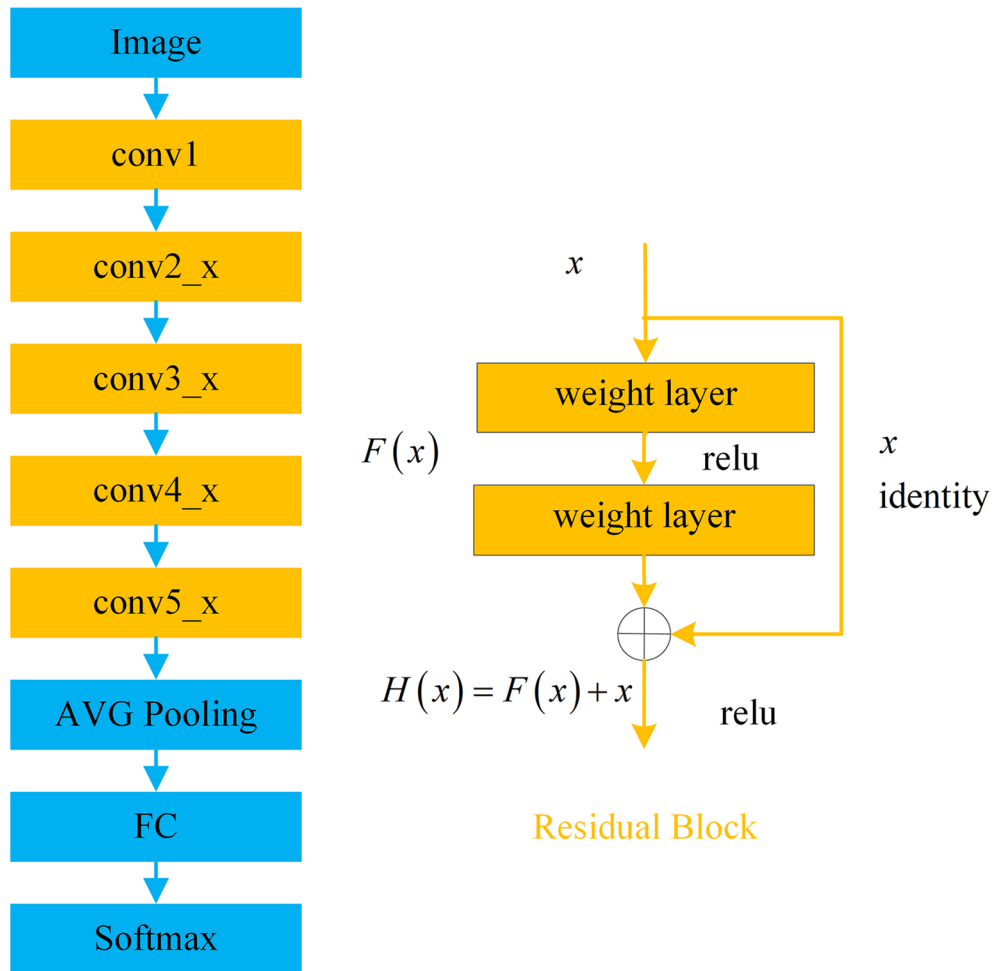 Image
conv1
conv2_x
conv3_x
conv4_x
conv5_x
AVG Pooling
FC
Softmax
x
weight layer
F(x)
relu
x
identity
weight layer
H(x)=F(x)+x
relu
Residual Block